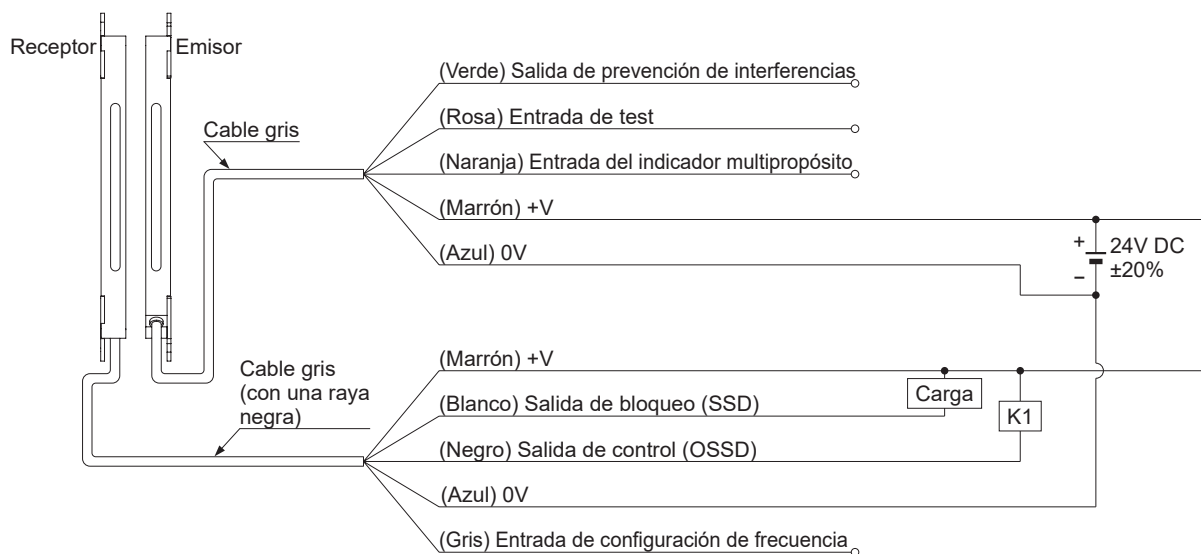 Receptor
Emisor
(Verde) Salida de prevención de interferencias
(Rosa) Entrada de test
Cable gris
(Naranja) Entrada del indicador multipropósito
(Marrón) +V
(Azul) 0V
+
24V DC
±20%
−
Cable gris
(con una raya
negra)
(Marrón) +V
Carga
(Blanco) Salida de bloqueo (SSD)
K1
(Negro) Salida de control (OSSD)
(Azul) 0V
(Gris) Entrada de configuración de frecuencia